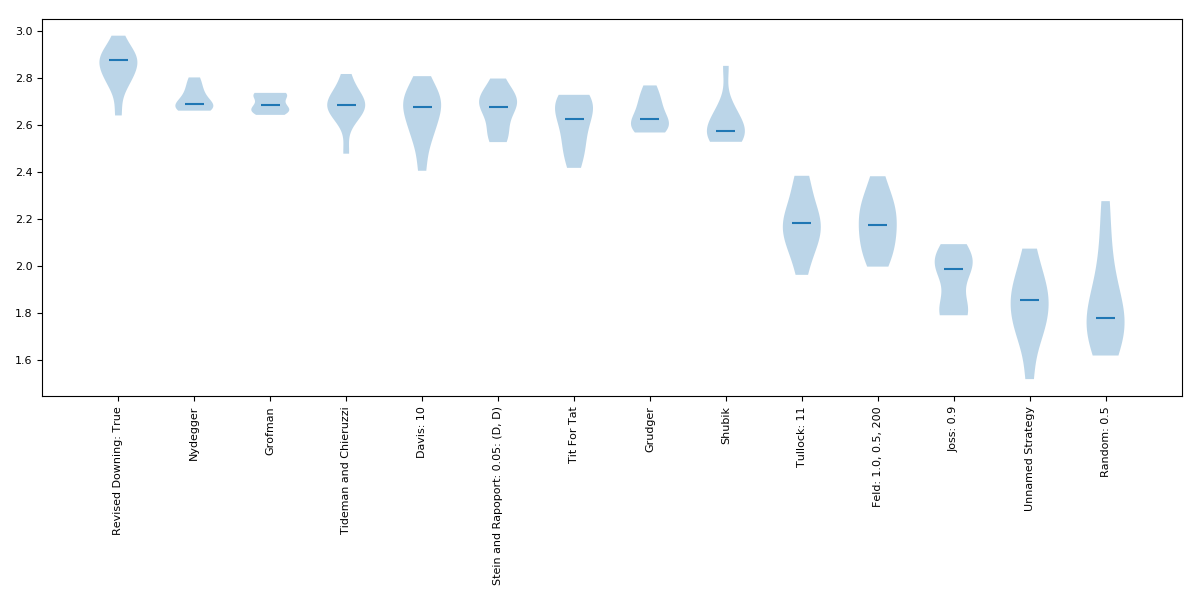 3.0
2.8
2.6
2.4
2.2
2.0
1.8
1.6
Revised Downing: True
Nydegger
Grofman
Tideman and Chieruzzi
Davis: 10
Stein and Rapoport: 0.05: (D, D)
Tit For Tat
Grudger
Shubik
Tullock: 11
Feld: 1.0, 0.5, 200
Joss: 0.9
Unnamed Strategy
Random: 0.5